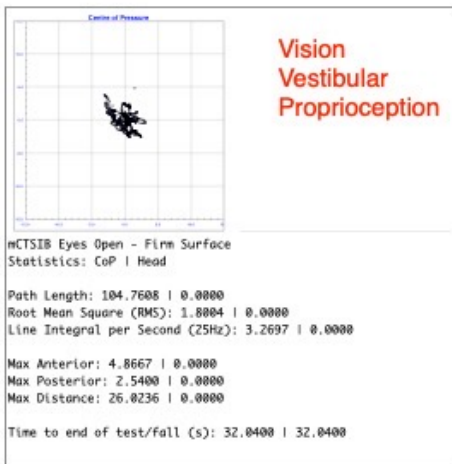 Centre of Pressure
Vision
Vestibular
Proprioception
mCTSIB Eyes Open - Firm Surface
Statistics: CoP | Head
Path Length: 104.7608 | 0.0000
Root Mean Square (RMS): 1.8004 | 0.0000
Line Integral per Second (25Hz): 3.2697 | 0.0000
Max Anterior: 4.8667 | 0.0000
Max Posterior: 2.5400 | 0.0000
Max Distance: 26.0236 | 0.0000
Time to end of test/fall (s): 32.0400 | 32.0400